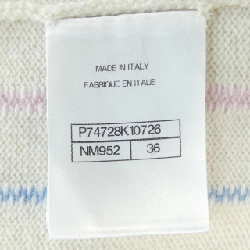 MADE IN ITALY
FABRIQUE EN ITALIE
P74728K10726
NM952 36